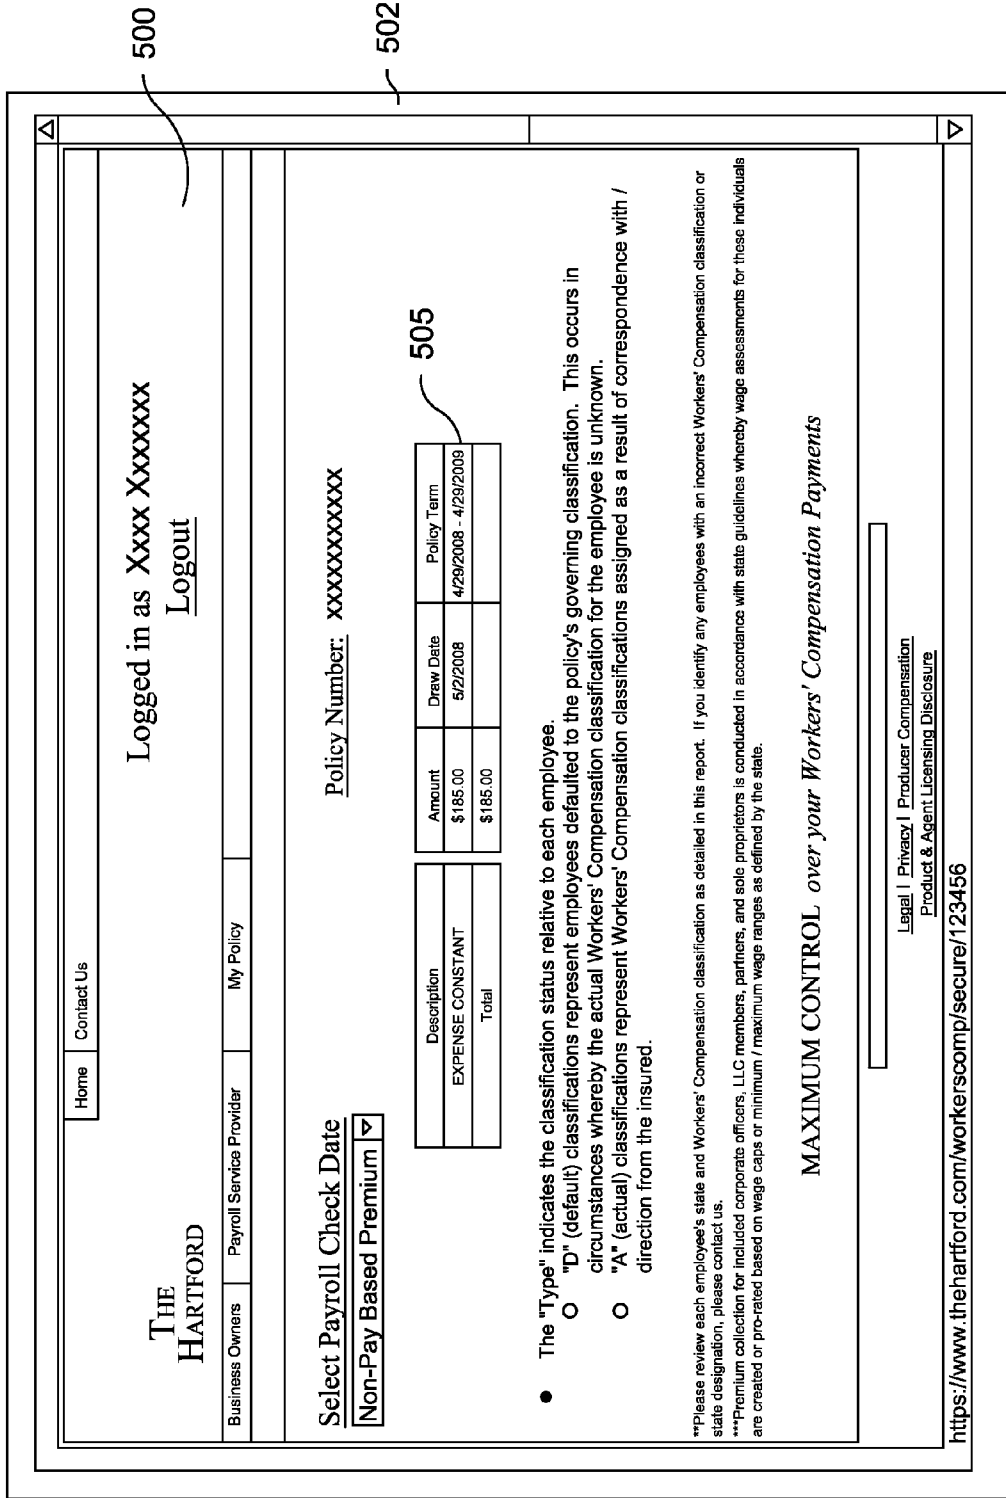 Home Contact Us
THE
HARTFORD
Logged in as Xxxx Xxxxxxx
Logout
500
502
Business Owners Payroll Service Provider My Policy
Select Payroll Check Date
Non-Pay Based Premium
Policy Number: xxxxxxxxxxx
505
Description Amount Draw Date Policy Term
EXPENSE CONSTANT $185.00 5/2/2008 4/29/2008 - 4/29/2009
Total $185.00
• The "Type" indicates the classification status relative to each employee.
O "D" (default) classifications represent employees defaulted to the policy's governing classification. This occurs in
circumstances whereby the actual Workers' Compensation classification for the employee is unknown.
O "A" (actual) classifications represent Workers' Compensation classifications assigned as a result of correspondence with /
direction from the insured.
**Please review each employee's state and Workers' Compensation classification as detailed in this report. If you identify any employees with an incorrect Workers' Compensation classification or
state designation, please contact us.
***Premium collection for included corporate officers, LLC members, partners, and sole proprietors is conducted in accordance with state guidelines whereby wage assessments for these individuals
are created or pro-rated based on wage caps or minimum / maximum wage ranges as defined by the state.
MAXIMUM CONTROL over your Workers' Compensation Payments
Legal | Privacy | Producer Compensation
Product & Agent Licensing Disclosure
https://www.thehartford.com/workerscomp/secure/123456